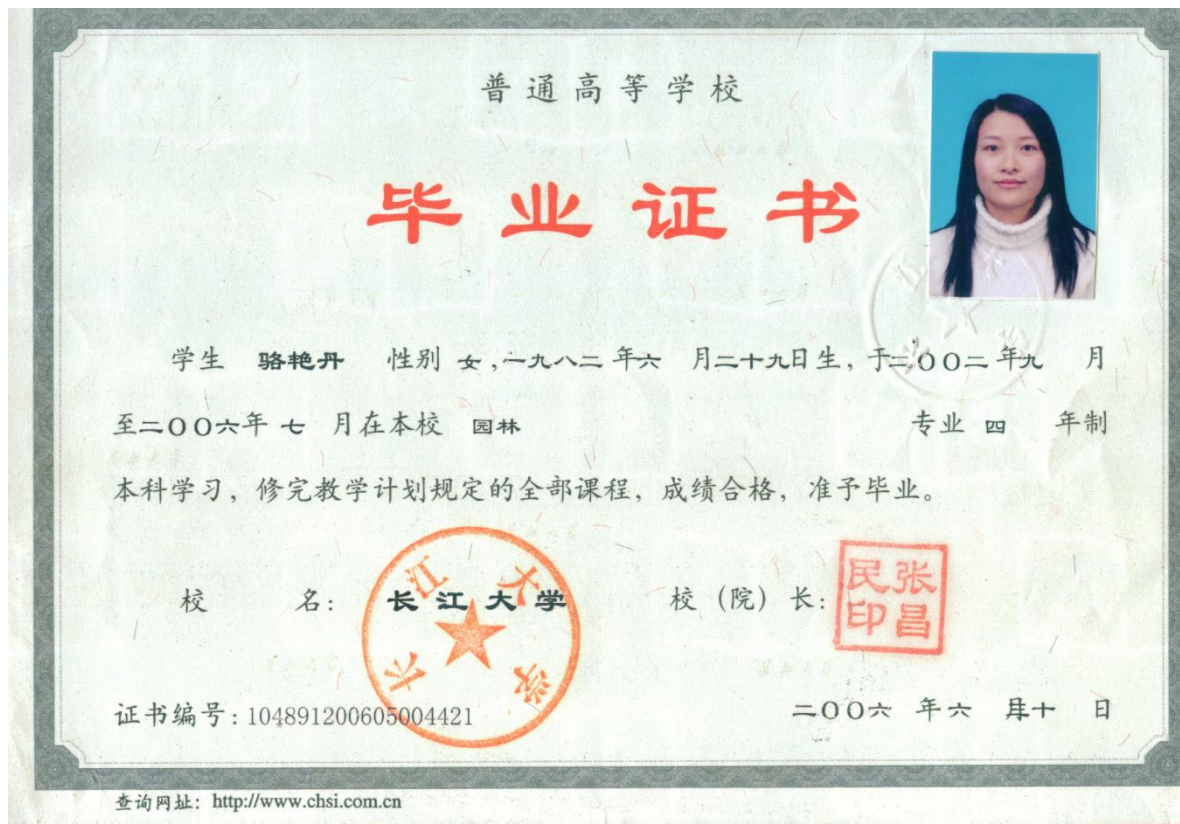 普通高等学校
毕业证书
学生 骆艳丹 性别 女,一九八二 年六 月二十九日生，于二〇〇二 年九 月
至二〇〇六年 七 月在本校 园林 专业 四 年制
本科学习，修完教学计划规定的全部课程，成绩合格，准予毕业。
校 名： 长江大学 校（院）长：
长江大学
张昌民印
证书编号：104891200605004421 二〇〇六 年六 月十 日
查询网址：http://www.chsi.com.cn